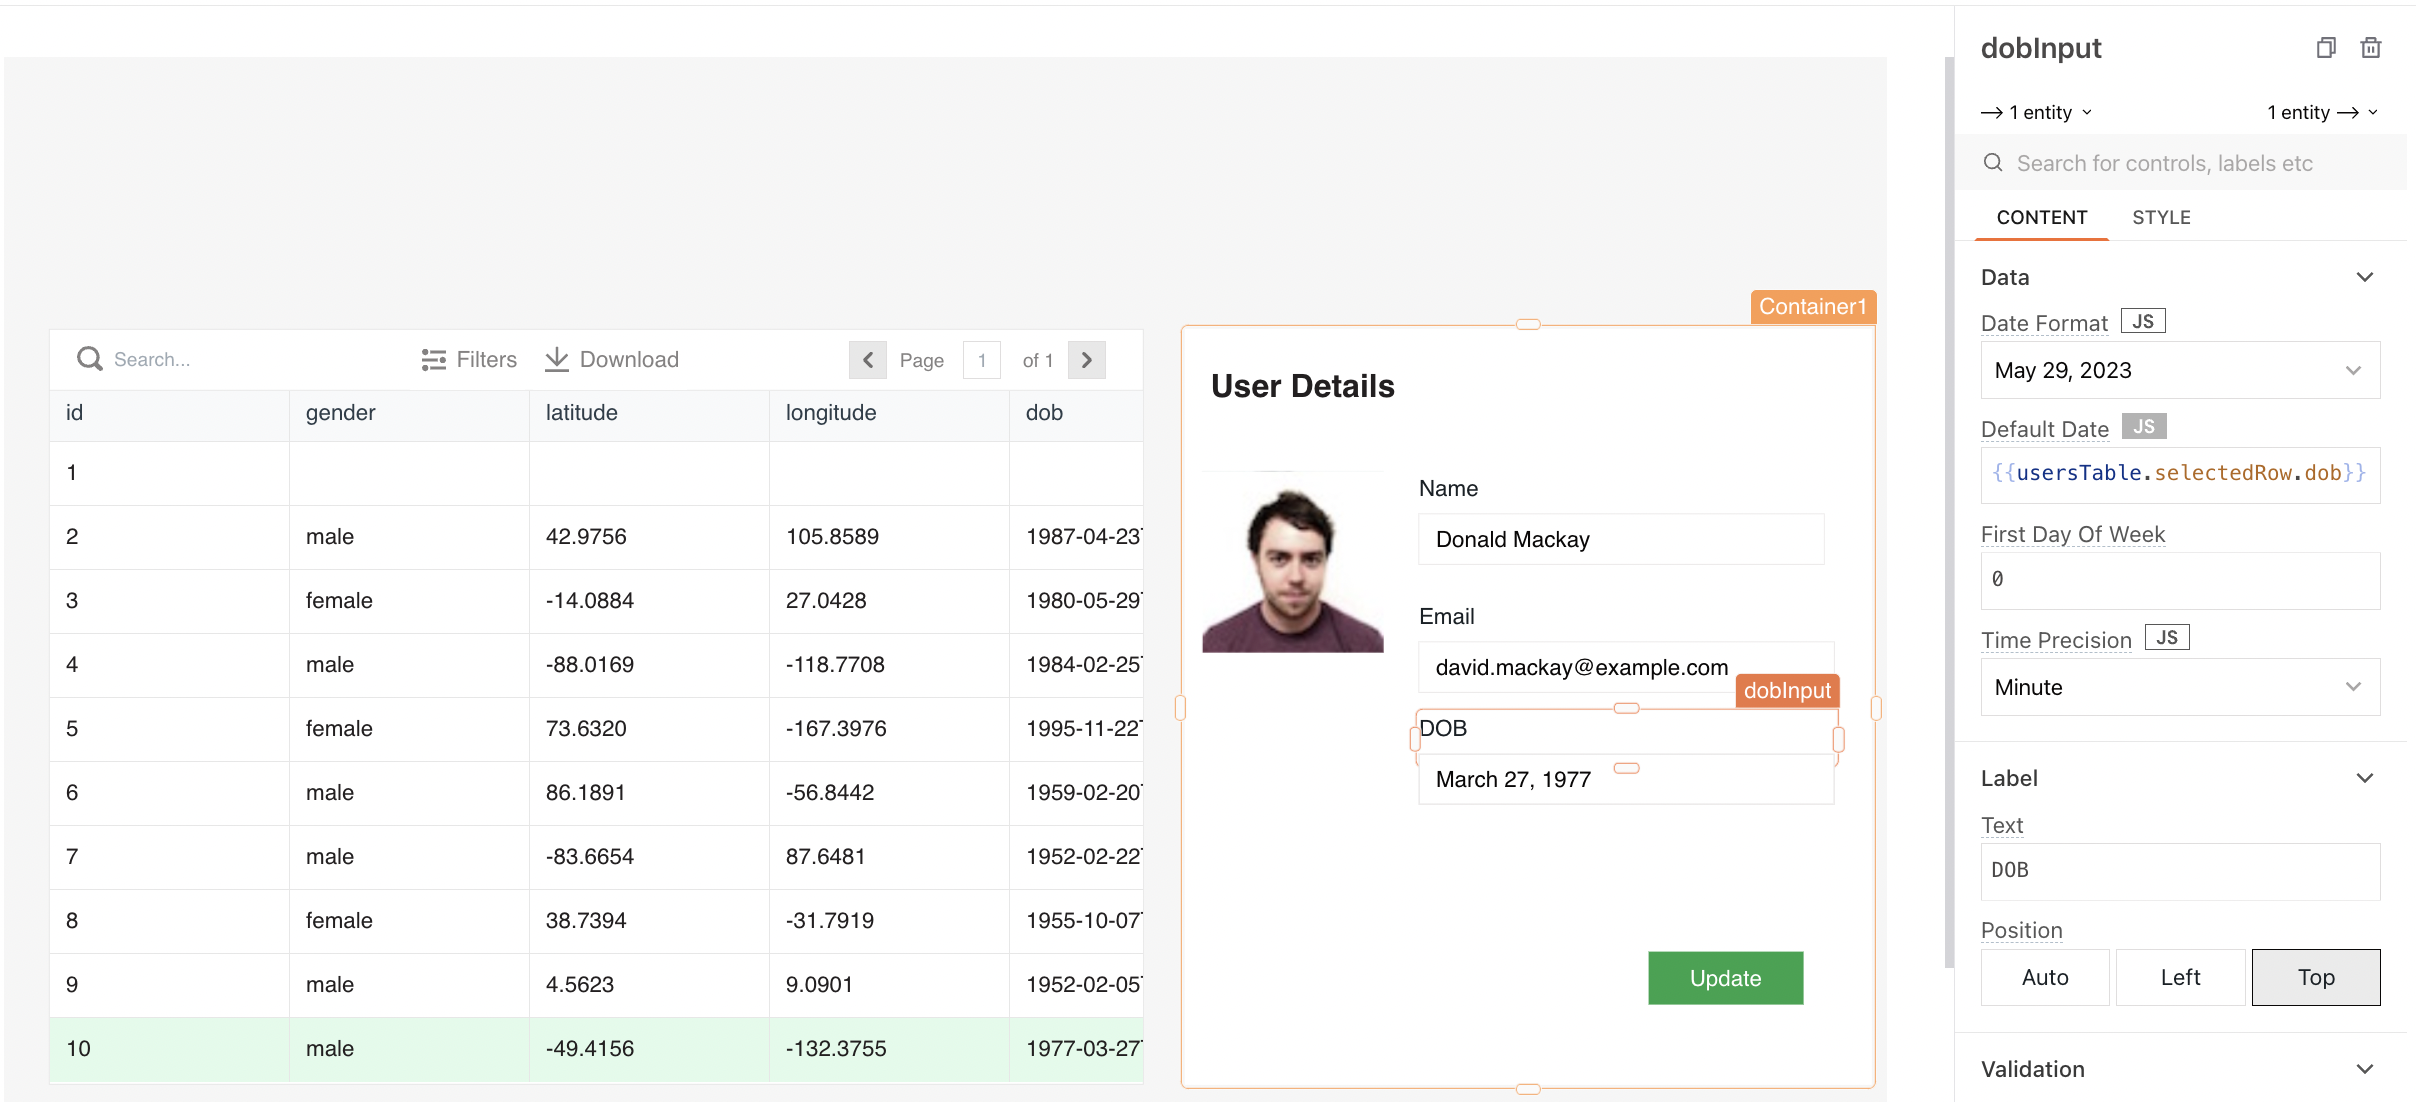 Search...
Filters
Download
Page 1 of 1
id gender latitude longitude dob
1
2 male 42.9756 105.8589 1987-04-23
3 female -14.0884 27.0428 1980-05-29
4 male -88.0169 -118.7708 1984-02-25
5 female 73.6320 -167.3976 1995-11-22
6 male 86.1891 -56.8442 1959-02-20
7 male -83.6654 87.6481 1952-02-22
8 female 38.7394 -31.7919 1955-10-07
9 male 4.5623 9.0901 1952-02-05
10 male -49.4156 -132.3755 1977-03-27
Container1
User Details
Name
Donald Mackay
Email
david.mackay@example.com
dobInput
DOB
March 27, 1977
Update
dobInput
1 entity
1 entity
Search for controls, labels etc
CONTENT STYLE
Data
Date Format JS
May 29, 2023
Default Date JS
{{usersTable.selectedRow.dob}}
First Day Of Week
0
Time Precision JS
Minute
Label
Text
DOB
Position
Auto Left Top
Validation